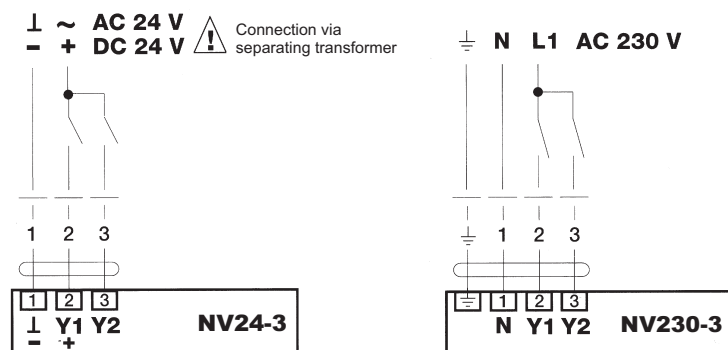 ⊥ ~ AC 24 V
– + DC 24 V
Connection via
separating transformer
1 2 3
1 2 3
⊥ Y1 Y2 NV24-3
– +
⏚ N L1 AC 230 V
⏚ 1 2 3
⏚ 1 2 3
N Y1 Y2 NV230-3